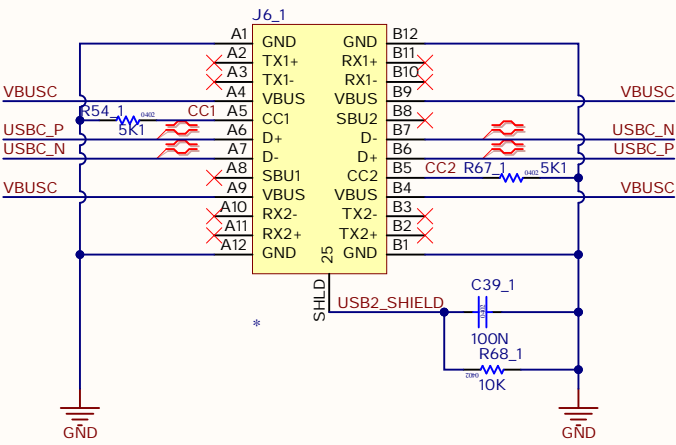 J6_1
A1 GND GND B12
A2 TX1+ RX1+ B11
A3 TX1- RX1- B10
VBUSC A4 VBUS VBUS B9 VBUSC
R54_1 0402 5K1 CC1 A5 CC1 SBU2 B8
USBC_P A6 D+ D- B7 USBC_N
USBC_N A7 D- D+ B6 USBC_P
A8 SBU1 CC2 B5 CC2 R67_1 0402 5K1
VBUSC A9 VBUS VBUS B4 VBUSC
A10 RX2- TX2- B3
A11 RX2+ TX2+ B2
A12 GND GND B1
25
SHLD
USB2_SHIELD
*
C39_1
0402
100N
R68_1
0402
10K
GND
GND